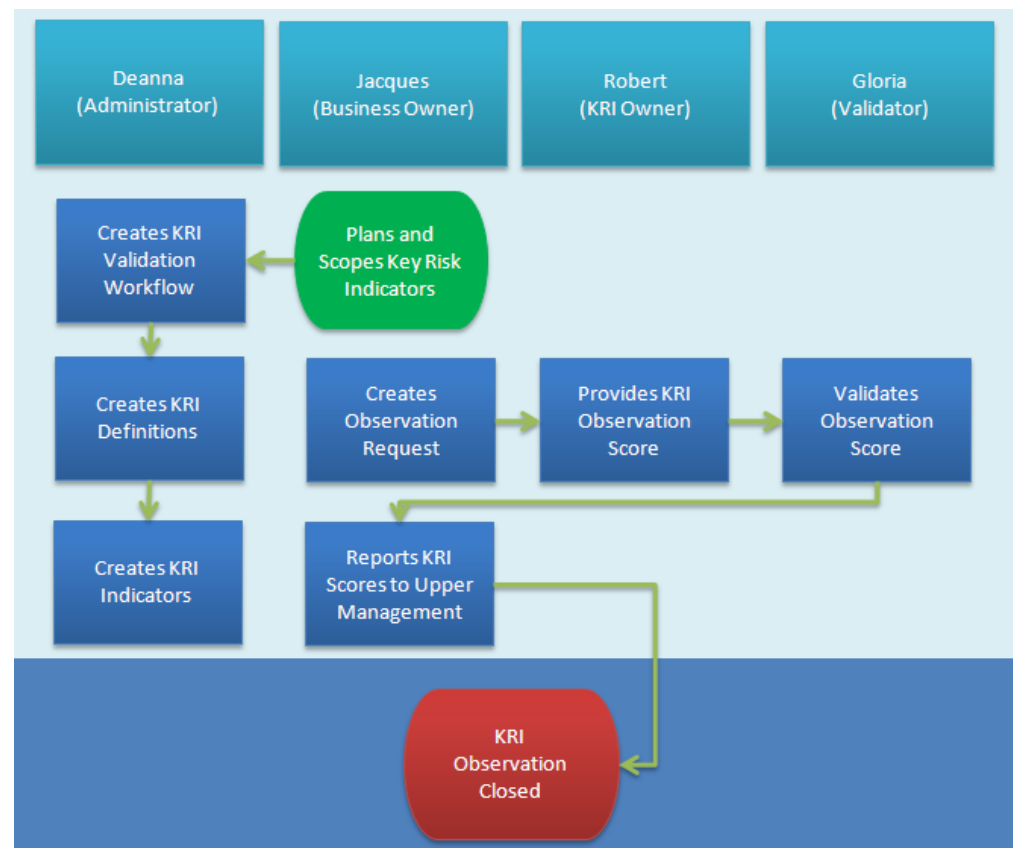 Deanna
(Administrator)
Jacques
(Business Owner)
Robert
(KRI Owner)
Gloria
(Validator)
Creates KRI
Validation
Workflow
Plans and
Scopes Key Risk
Indicators
Creates KRI
Definitions
Creates
Observation
Request
Provides KRI
Observation
Score
Validates
Observation
Score
Creates KRI
Indicators
Reports KRI
Scores to Upper
Management
KRI
Observation
Closed